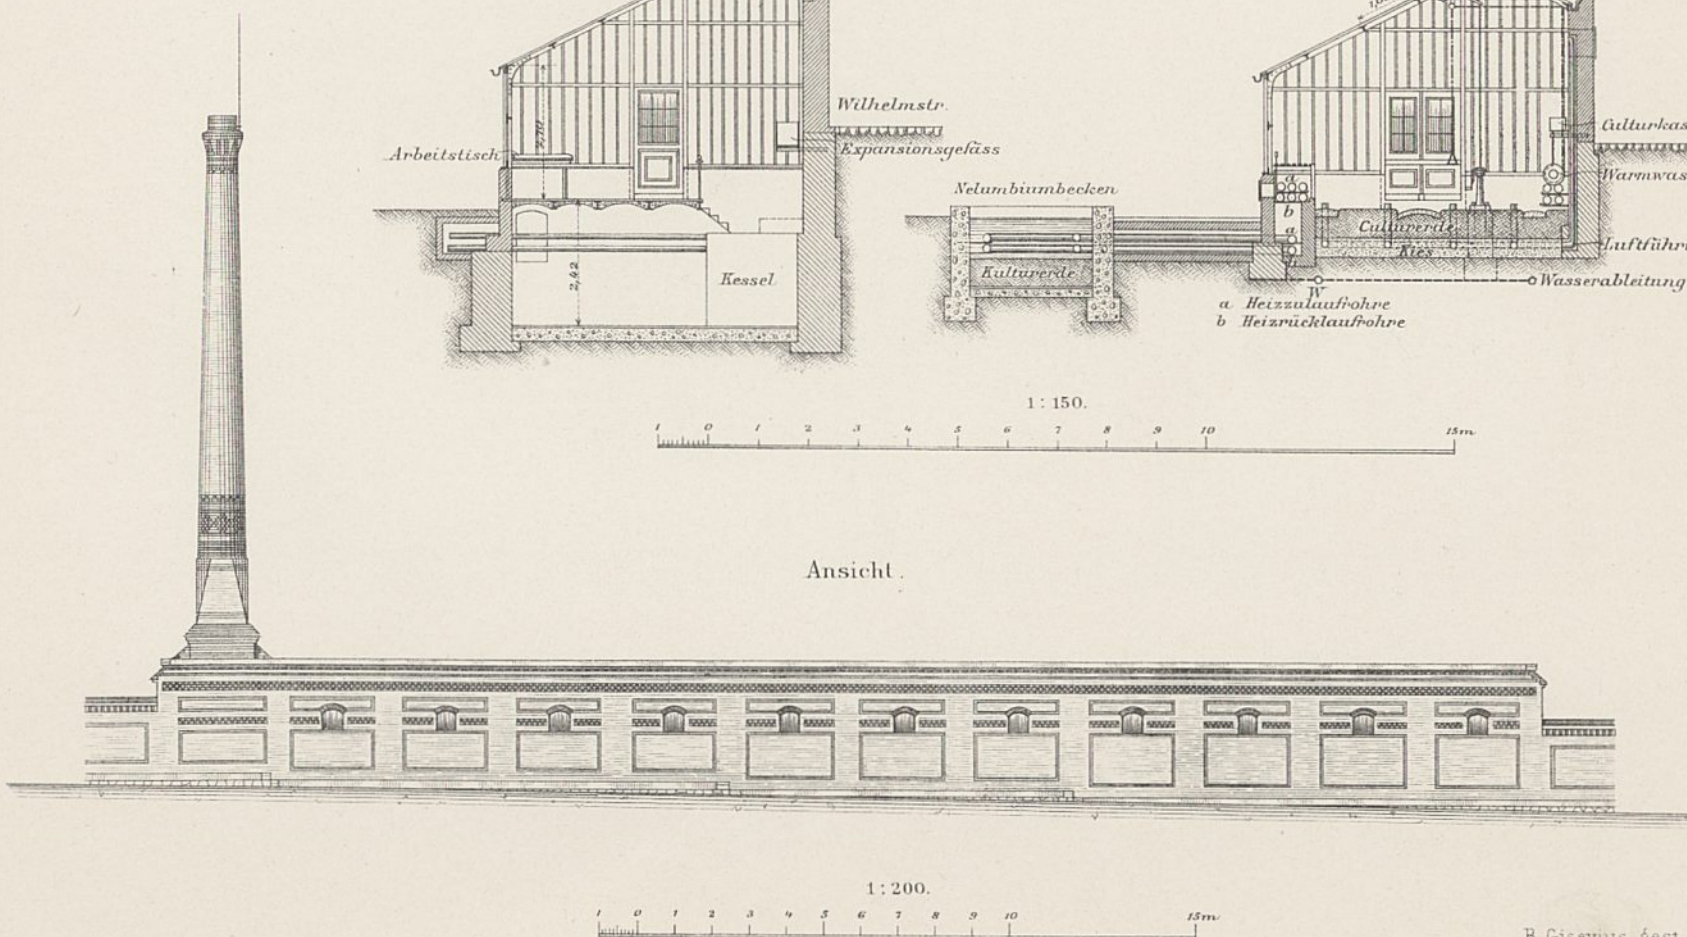 Wilhelmstr.
Expansionsgefäss
Arbeitstisch
2,42
Kessel
Nelumbiumbecken
Kulturerde
a
b
a
Culturerde
Kies
Culturkas
Warmwas
Luftführ
Wasserableitung
W
a Heizzulaufrohre
b Heizrücklaufrohre
1 : 150.
1 0 1 2 3 4 5 6 7 8 9 10 15m
Ansicht.
1 : 200.
1 0 1 2 3 4 5 6 7 8 9 10 15m